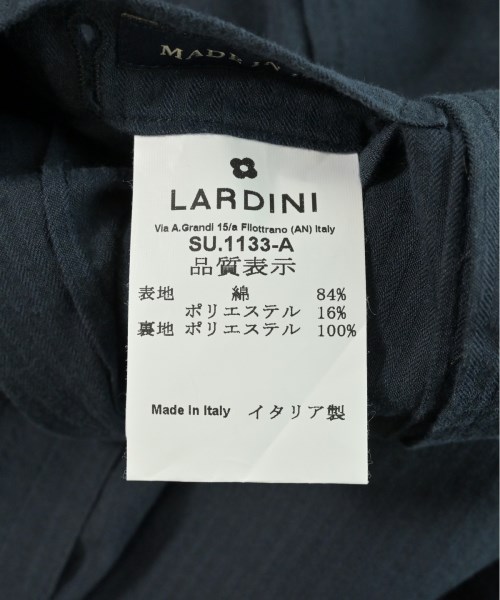 MADE IN
LARDINI
Via A.Grandi 15/a Filottrano (AN) Italy
SU.1133-A
品質表示
表地 綿 84%
ポリエステル 16%
裏地 ポリエステル 100%
Made In Italy イタリア製